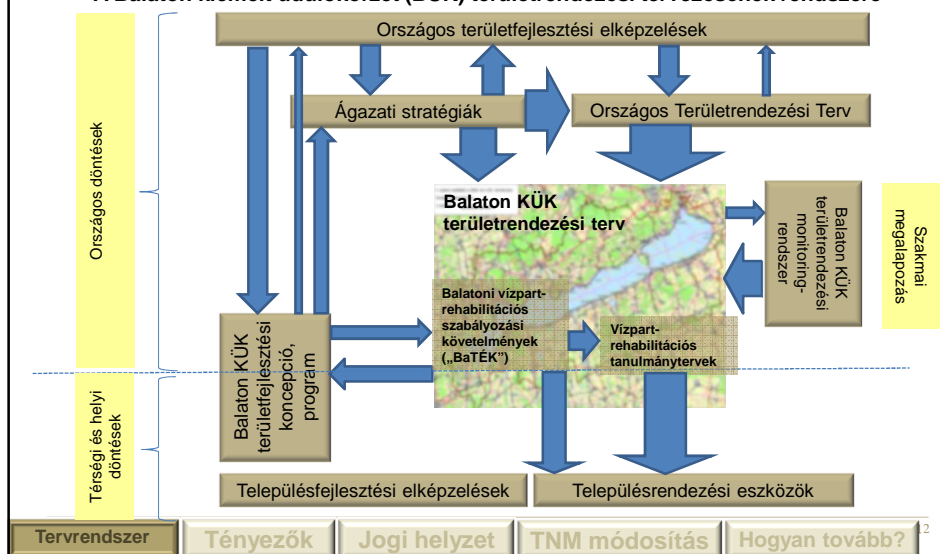 Országos területfejlesztési elképzelések
Ágazati stratégiák
Országos Területrendezési Terv
Országos döntések
Balaton KÜK
területrendezési terv
Balaton KÜK
területrendezési
monitoring-
rendszer
Szakmai
megalapozás
Balatoni vízpart-
rehabilitációs
szabályozási
követelmények
(„BaTÉK”)
Vízpart-
rehabilitációs
tanulmánytervek
Balaton KÜK
területfejlesztési
koncepció,
program
Térségi és helyi
döntések
Településfejlesztési elképzelések
Településrendezési eszközök
Tervrendszer
Tényezők
Jogi helyzet
TNM módosítás
Hogyan tovább?
12